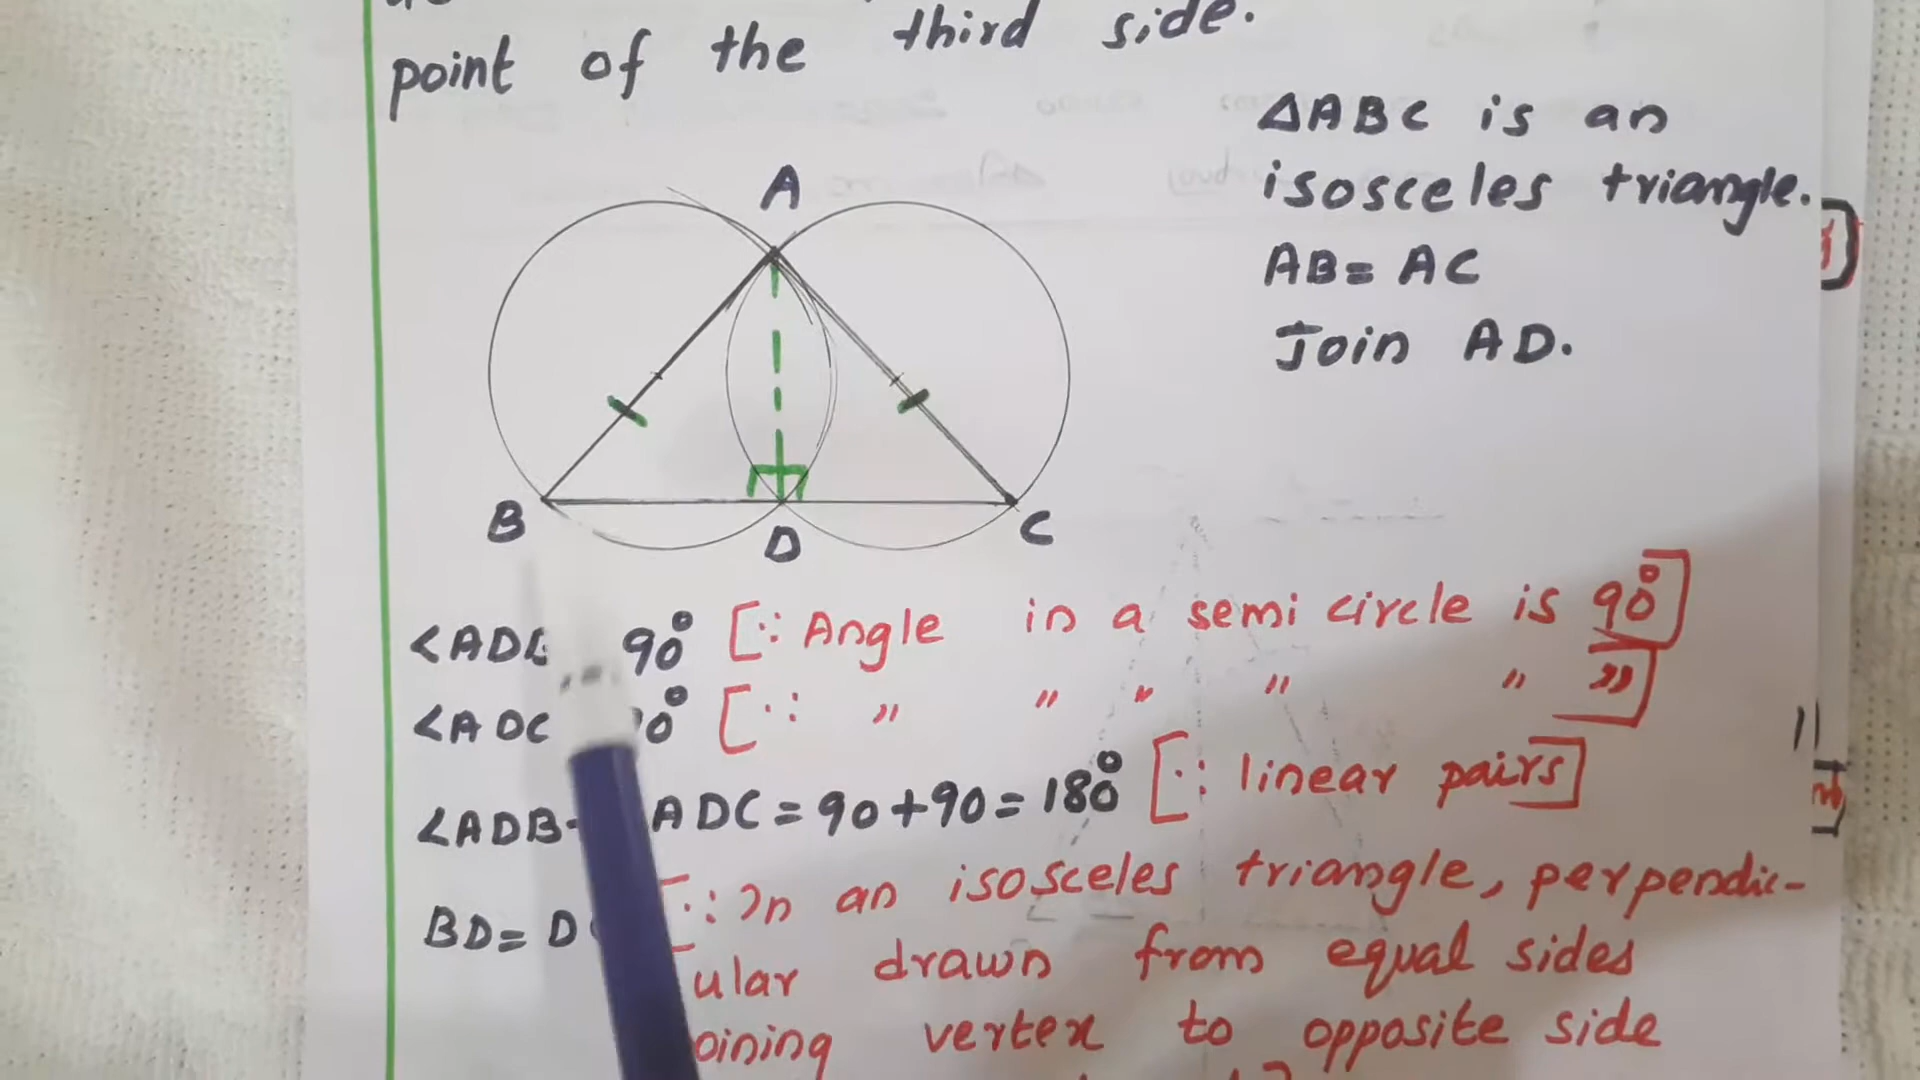 point of the third side.
△ABC is an
isosceles triangle.
AB = AC
Join AD.
A
B
D
C
<ADB 90° [∵ Angle in a semi circle is 90°]
<ADC 90° [∵ " " " " " "]
<ADB ADC = 90+90 = 180° [∵ linear pairs]
BD = D [∵ In an isosceles triangle, perpendic-
ular drawn from equal sides
joining vertex to opposite side